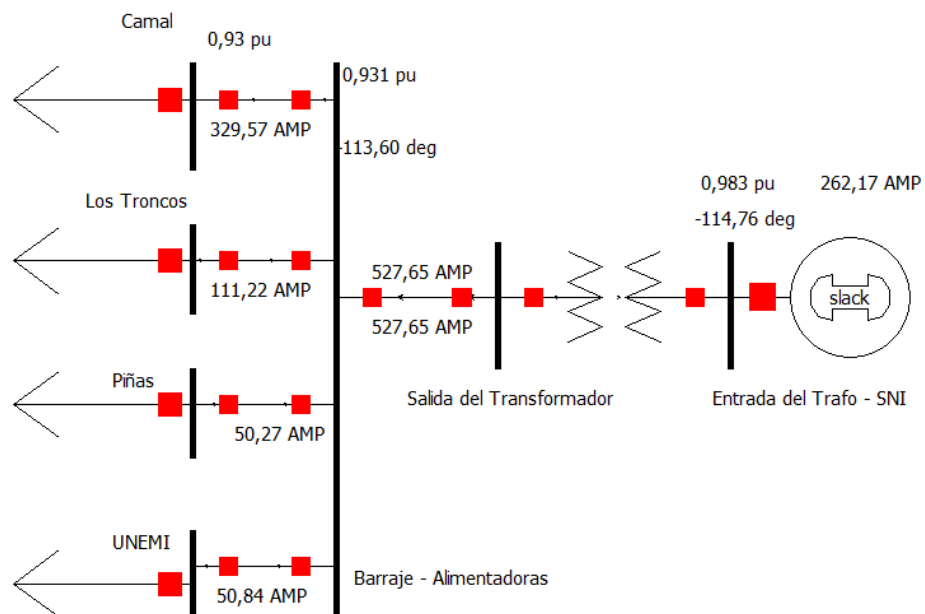 Camal
0,93 pu
0,931 pu
329,57 AMP
-113,60 deg
Los Troncos
0,983 pu
262,17 AMP
-114,76 deg
111,22 AMP
527,65 AMP
slack
527,65 AMP
Piñas
Salida del Transformador
Entrada del Trafo - SNI
50,27 AMP
UNEMI
50,84 AMP
Barraje - Alimentadoras